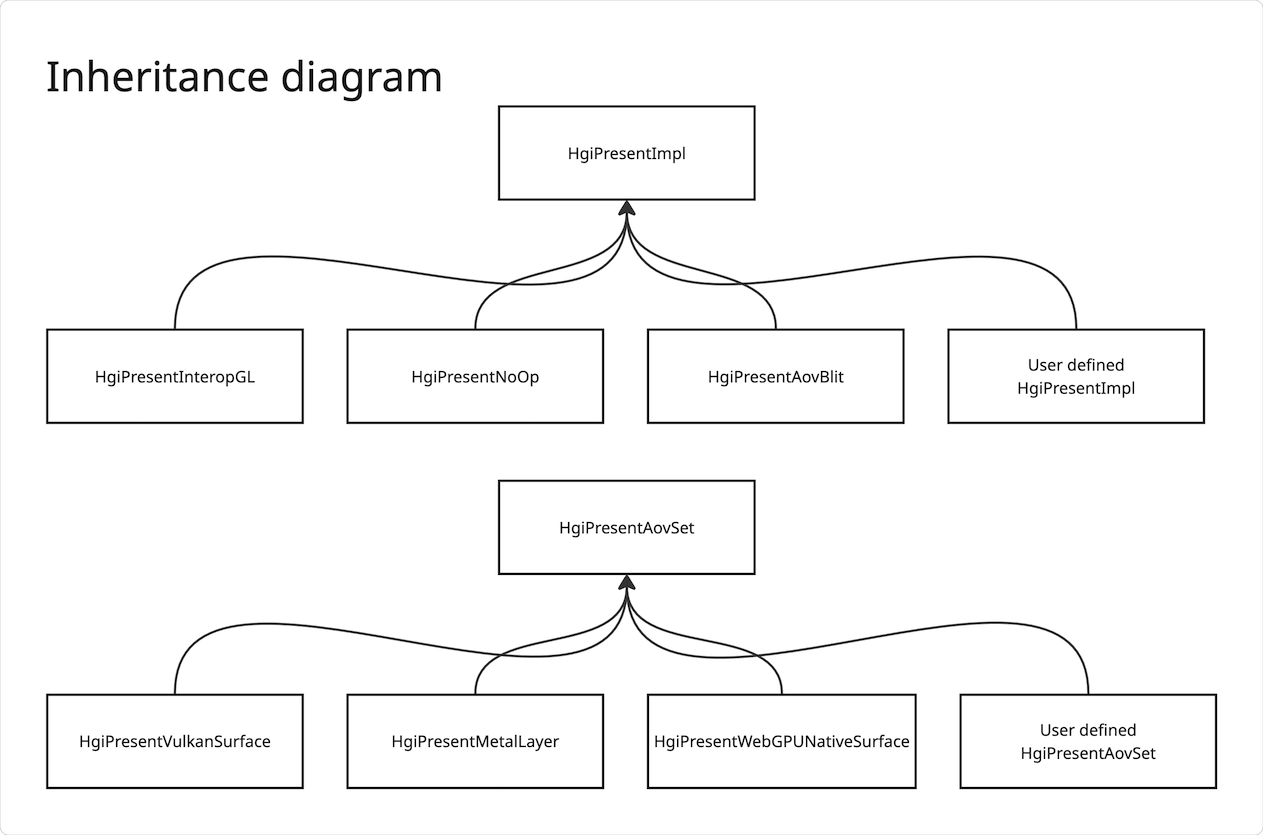 Inheritance diagram
HgiPresentImpl
HgiPresentInteropGL
HgiPresentNoOp
HgiPresentAovBlit
User defined
HgiPresentImpl
HgiPresentAovSet
HgiPresentVulkanSurface
HgiPresentMetalLayer
HgiPresentWebGPUNativeSurface
User defined
HgiPresentAovSet